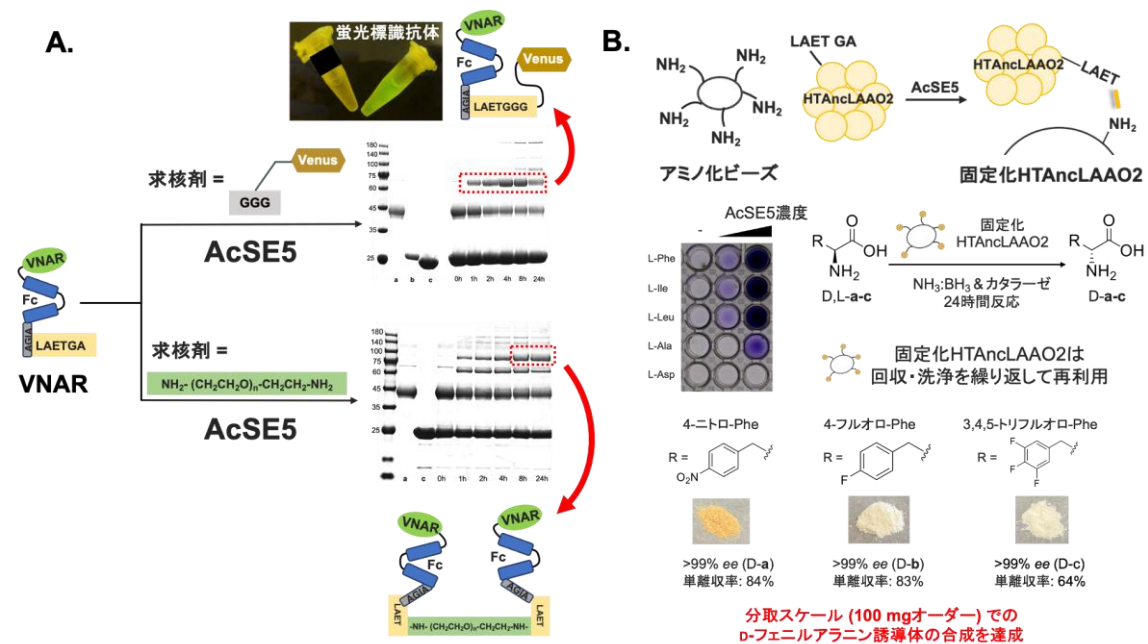 A.
VNAR
Fc
AGIA
LAETGGG
Venus
蛍光標識抗体
求核剤 =
Venus
GGG
AcSE5
180
140
100
75
60
45
35
25
a
b
c
0h
1h
2h
4h
8h
24h
VNAR
Fc
AGIA
LAETGA
VNAR
求核剤 =
NH₂- (CH₂CH₂O)n-CH₂CH₂-NH₂
AcSE5
180
140
100
75
60
45
35
25
a
c
0h
1h
2h
4h
8h
24h
VNAR
Fc
AGIA
LAET
VNAR
Fc
AGIA
LAET
-NH- (CH₂CH₂O)n-CH₂CH₂-NH-
B.
NH₂
NH₂
NH₂
NH₂
NH₂
アミノ化ビーズ
LAET GA
HTAncLAAO2
AcSE5
HTAncLAAO2
LAET
NH₂
固定化HTAncLAAO2
AcSE5濃度
-
L-Phe
L-Ile
L-Leu
L-Ala
L-Asp
R
O
OH
NH₂
D,L-a-c
固定化
HTAncLAAO2
NH₃:BH₃ & カタラーゼ
24時間反応
R
O
OH
NH₂
D-a-c
固定化HTAncLAAO2は
回収・洗浄を繰り返して再利用
4-ニトロ-Phe
R =
O₂N
>99% ee (D-a)
単離収率: 84%
4-フルオロ-Phe
R =
F
>99% ee (D-b)
単離収率: 83%
3,4,5-トリフルオロ-Phe
R =
F
F
F
>99% ee (D-c)
単離収率: 64%
分取スケール (100 mgオーダー) での
D-フェニルアラニン誘導体の合成を達成